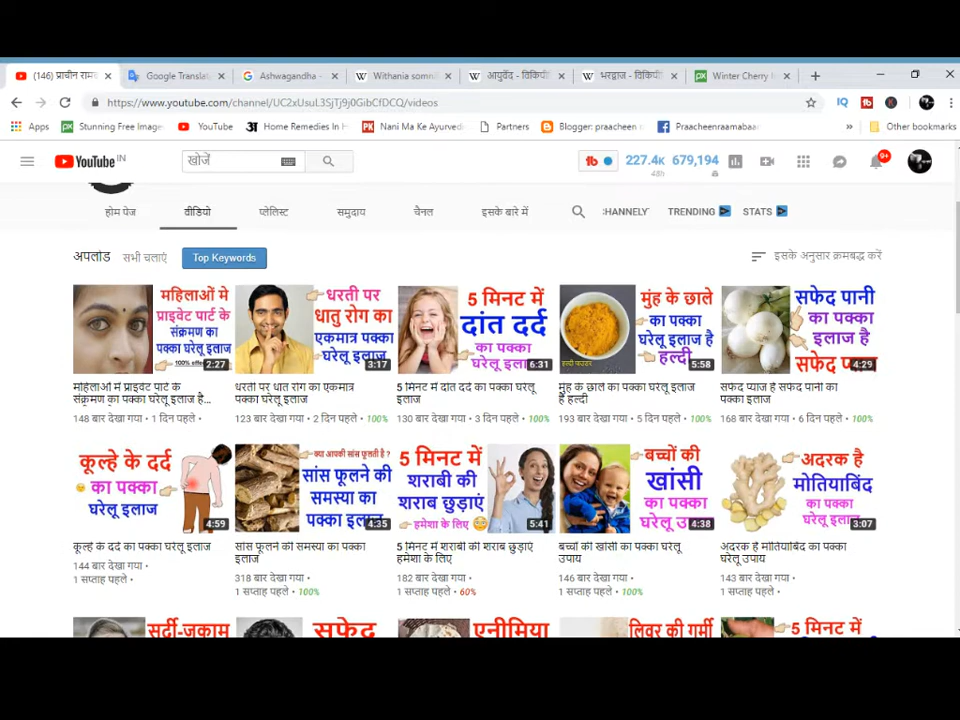 (146) प्राचीन राम
Google Translat
Ashwagandha -
Withania somnif
आयुर्वेद - विकिपीडि
भरद्वाज - विकिपीडि
Winter Cherry
https://www.youtube.com/channel/UC2xUsuL3SjTj9j0GibCfDCQ/videos
Apps
Stunning Free Image
YouTube
Home Remedies In H
Nani Ma Ke Ayurved
Partners
Blogger: praacheen
Praacheenraamabaan
Other bookmarks
YouTube IN
खोजें
227.4K 679,194
48h
9+
होम पेज
वीडियो
प्लेलिस्ट
समुदाय
चैनल
इसके बारे में
CHANNELY
TRENDING
STATS
अपलोड
सभी चलाएं
Top Keywords
इसके अनुसार क्रमबद्ध करें
महिलाओं मे
प्राइवेट पार्ट के
संक्रमण का
पक्का घरेलू इलाज
2:27
महिलाओं में प्राइवेट पार्ट के
संक्रमण का पक्का घरेलू इलाज है...
148 बार देखा गया • 1 दिन पहले •
धरती पर
धातु रोग का
एकमात्र पक्का
घरेलू इलाज
3:17
धरती पर धातु रोग का एकमात्र
पक्का घरेलू इलाज
123 बार देखा गया • 2 दिन पहले • 100%
5 मिनट में
दांत दर्द
का पक्का
घरेलू इला
6:31
5 मिनट में दांत दर्द का पक्का घरेलू
इलाज
130 बार देखा गया • 3 दिन पहले • 100%
मुंह के छाले
का पक्का
घरेलू इलाज है
हल्दी
हल्दी पाउडर
5:58
मुंह के छाले का पक्का घरेलू इलाज
है हल्दी
193 बार देखा गया • 5 दिन पहले • 100%
सफेद पानी
का पक्का
इलाज है
सफेद
4:29
सफेद प्याज है सफेद पानी का
पक्का इलाज
168 बार देखा गया • 6 दिन पहले • 100%
कूल्हे के दर्द
का पक्का
घरेलू इलाज
4:59
कूल्हे के दर्द का पक्का घरेलू इलाज
144 बार देखा गया •
1 सप्ताह पहले •
क्या आपकी सांस फूलती है ?
सांस फूलने की
समस्या का
पक्का इलाज
4:35
सांस फूलने की समस्या का पक्का
इलाज
318 बार देखा गया •
1 सप्ताह पहले • 100%
5 मिनट में
शराबी की
शराब छुड़ाएं
हमेशा के लिए
5:41
5 मिनट में शराबी की शराब छुड़ाएं
हमेशा के लिए
182 बार देखा गया •
1 सप्ताह पहले • 60%
बच्चों की
खांसी
का पक्का
घरेलू उ
4:38
बच्चों की खांसी का पक्का घरेलू
उपाय
146 बार देखा गया •
1 सप्ताह पहले • 100%
अदरक है
मोतियाबिंद
का पक्का
घरेलू इलाज
3:07
अदरक है मोतियाबिंद का पक्का
घरेलू उपाय
143 बार देखा गया •
1 सप्ताह पहले •
सर्दी-जुकाम
सफेद
एनीमिया
लिवर की गर्मी
5 मिनट में